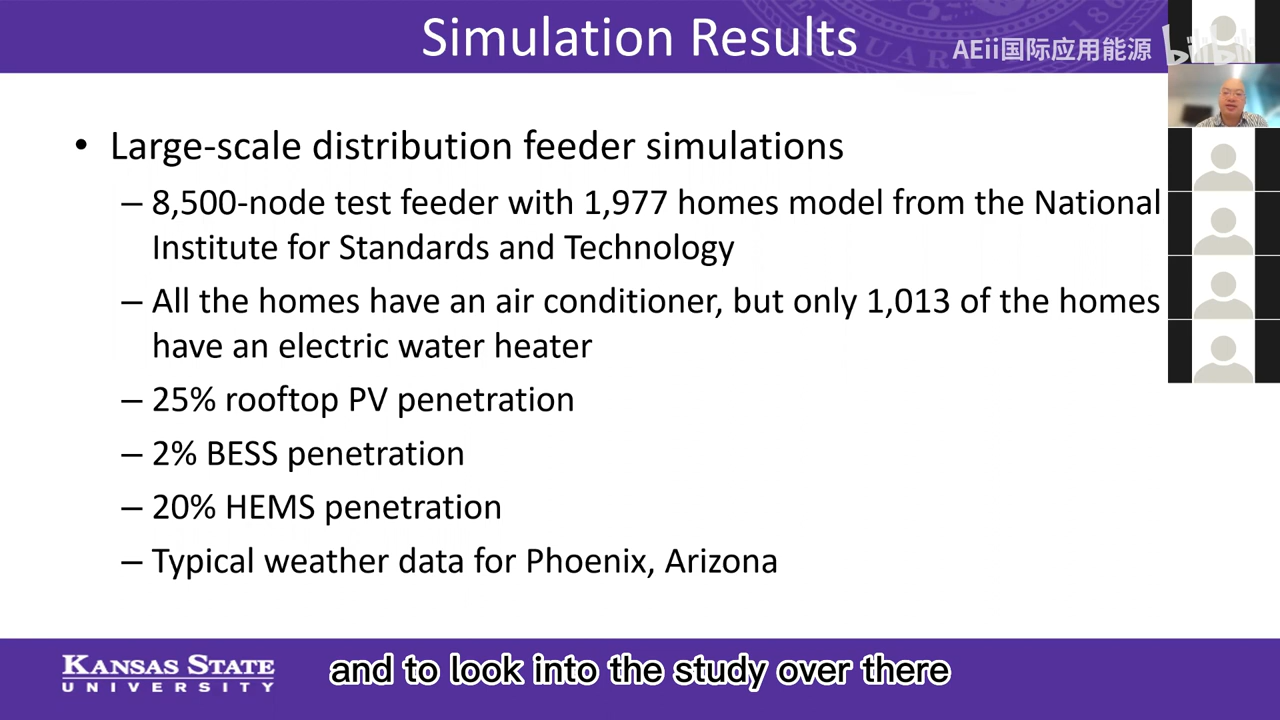 Simulation Results
AEii国际应用能源 bilibili
• Large-scale distribution feeder simulations
– 8,500-node test feeder with 1,977 homes model from the National
Institute for Standards and Technology
– All the homes have an air conditioner, but only 1,013 of the homes
have an electric water heater
– 25% rooftop PV penetration
– 2% BESS penetration
– 20% HEMS penetration
– Typical weather data for Phoenix, Arizona
KANSAS STATE
UNIVERSITY
and to look into the study over there